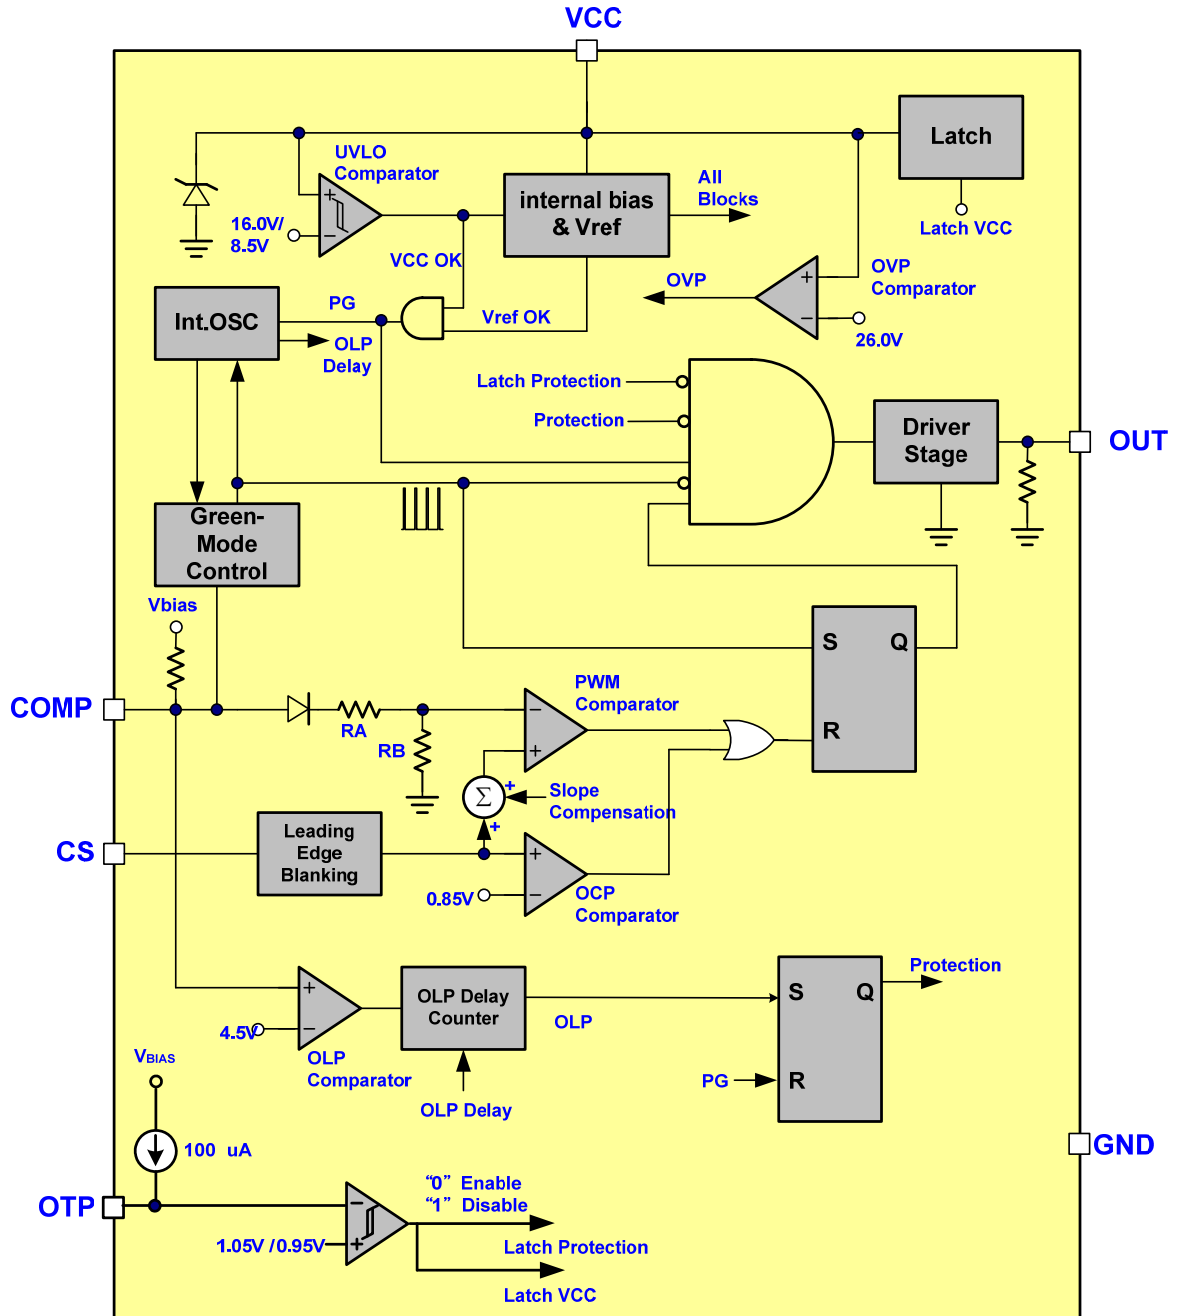 VCC
Latch
UVLO
Comparator
All
Blocks
internal bias
& Vref
16.0V/
8.5V
Latch VCC
VCC OK
OVP
OVP
Comparator
PG
Vref OK
Int.OSC
OLP
Delay
26.0V
Latch Protection
Protection
Driver
Stage
OUT
Green-
Mode
Control
Vbias
S
Q
PWM
Comparator
COMP
RA
RB
R
Σ
Slope
Compensation
Leading
Edge
Blanking
CS
0.85V
OCP
Comparator
Protection
S
Q
OLP Delay
Counter
OLP
4.5V
OLP
Comparator
VBIAS
PG
R
OLP Delay
100 uA
GND
“0” Enable
“1” Disable
OTP
1.05V /0.95V
Latch Protection
Latch VCC